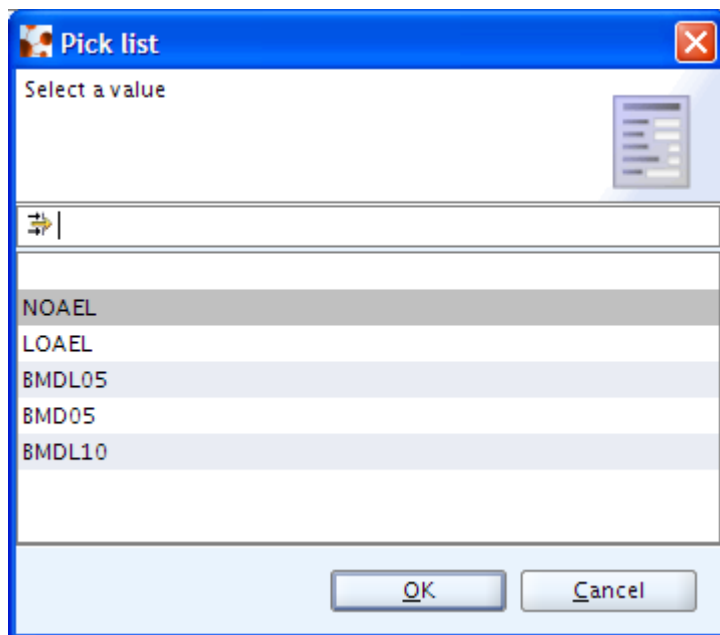 Pick list
Select a value
NOAEL
LOAEL
BMDL05
BMD05
BMDL10
OK
Cancel